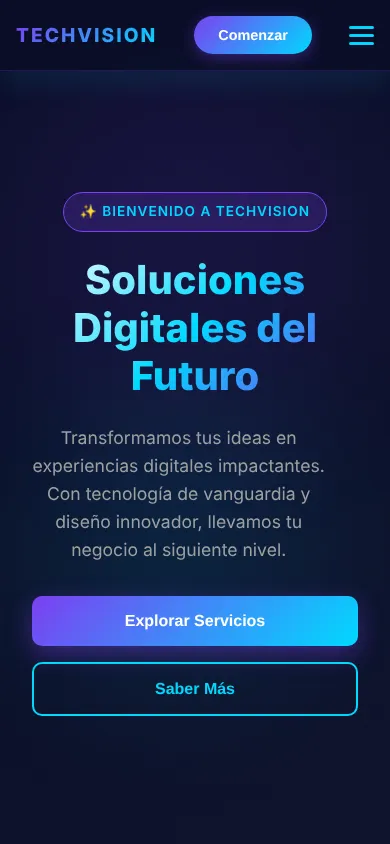 TECHVISION
Comenzar
✨ BIENVENIDO A TECHVISION
Soluciones
Digitales del
Futuro
Transformamos tus ideas en
experiencias digitales impactantes.
Con tecnología de vanguardia y
diseño innovador, llevamos tu
negocio al siguiente nivel.
Explorar Servicios
Saber Más